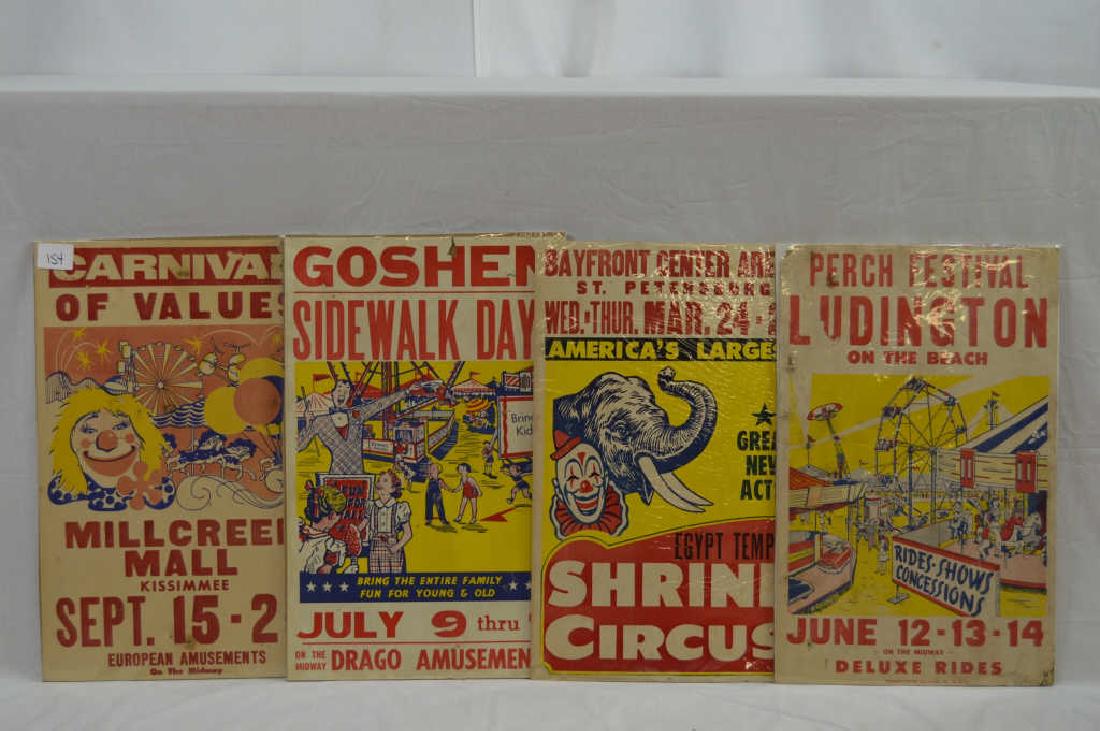 154
CARNIVAL
OF VALUES
MILLCREEK
MALL
KISSIMMEE
SEPT. 15-2
EUROPEAN AMUSEMENTS
On The Midway
GOSHEN
SIDEWALK DAY
Bring
Kid
BRING THE ENTIRE FAMILY
FUN FOR YOUNG & OLD
JULY 9 thru
ON THE MIDWAY DRAGO AMUSEMEN
BAYFRONT CENTER ARE
ST. PETERSBURG
WED.-THUR. MAR. 24-2
AMERICA'S LARGES
GREA
NEW
ACT
EGYPT TEMP
SHRIN
CIRCUS
PERCH FESTIVAL
LUDINGTON
ON THE BEACH
RIDES-SHOWS
CONCESSIONS
JUNE 12-13-14
- ON THE MIDWAY -
DELUXE RIDES